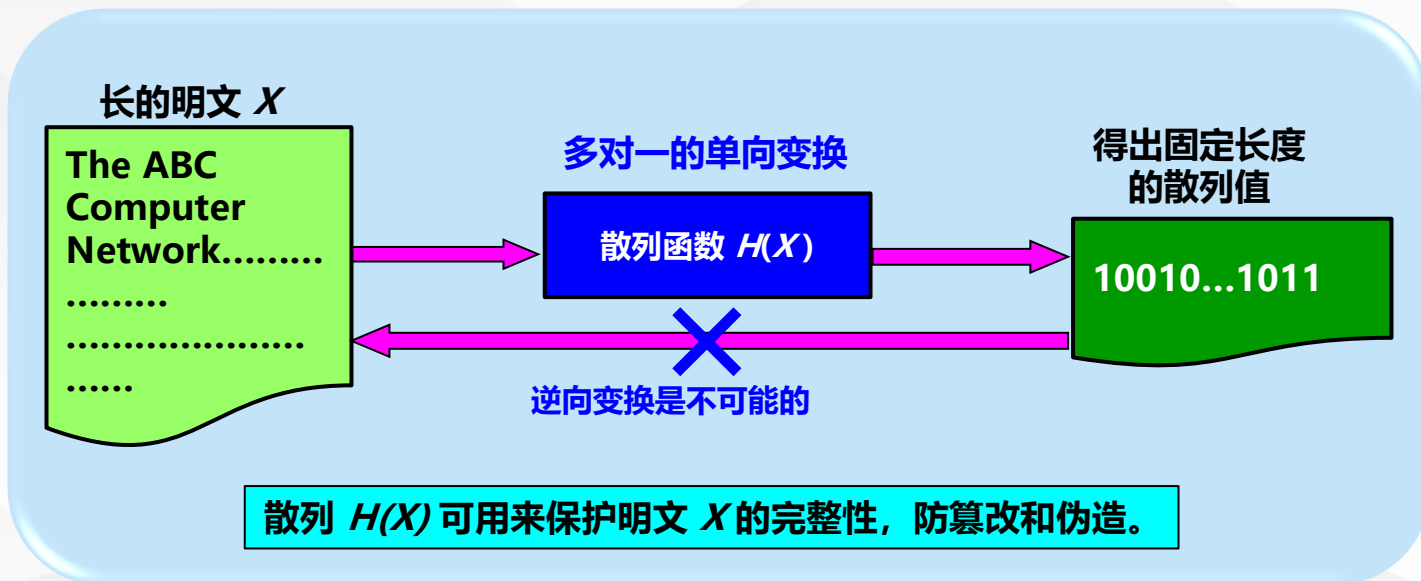 长的明文 X
The ABC
Computer
Network.........
.........
.....................
......
多对一的单向变换
散列函数 H(X)
得出固定长度
的散列值
10010...1011
逆向变换是不可能的
散列 H(X) 可用来保护明文 X 的完整性，防篡改和伪造。